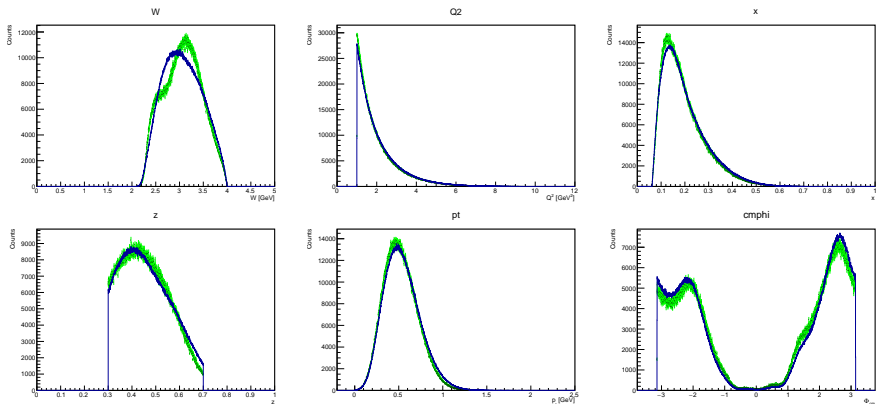 W
Counts
12000
10000
8000
6000
4000
2000
0
0 0.5 1 1.5 2 2.5 3 3.5 4 4.5 5
W [GeV]
Q2
Counts
30000
25000
20000
15000
10000
5000
0
0 2 4 6 8 10 12
Q² [GeV²]
x
Counts
14000
12000
10000
8000
6000
4000
2000
0
0 0.1 0.2 0.3 0.4 0.5 0.6 0.7 0.8 0.9 1
x
z
Counts
9000
8000
7000
6000
5000
4000
3000
2000
1000
0
0 0.1 0.2 0.3 0.4 0.5 0.6 0.7 0.8 0.9 1
z
pt
Counts
14000
12000
10000
8000
6000
4000
2000
0
0 0.5 1 1.5 2 2.5
[GeV]
cmphi
Counts
7000
6000
5000
4000
3000
2000
1000
0
−3 −2 −1 0 1 2 3
Φ